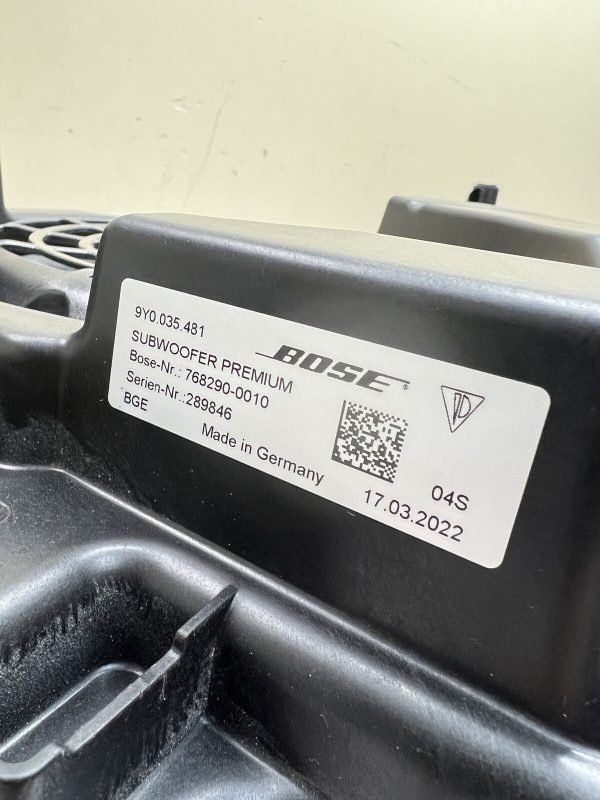 9Y0.035.481
SUBWOOFER PREMIUM
Bose-Nr.: 768290-0010
Serien-Nr.:289846
BGE
BOSE®
Made in Germany
04S
17.03.2022